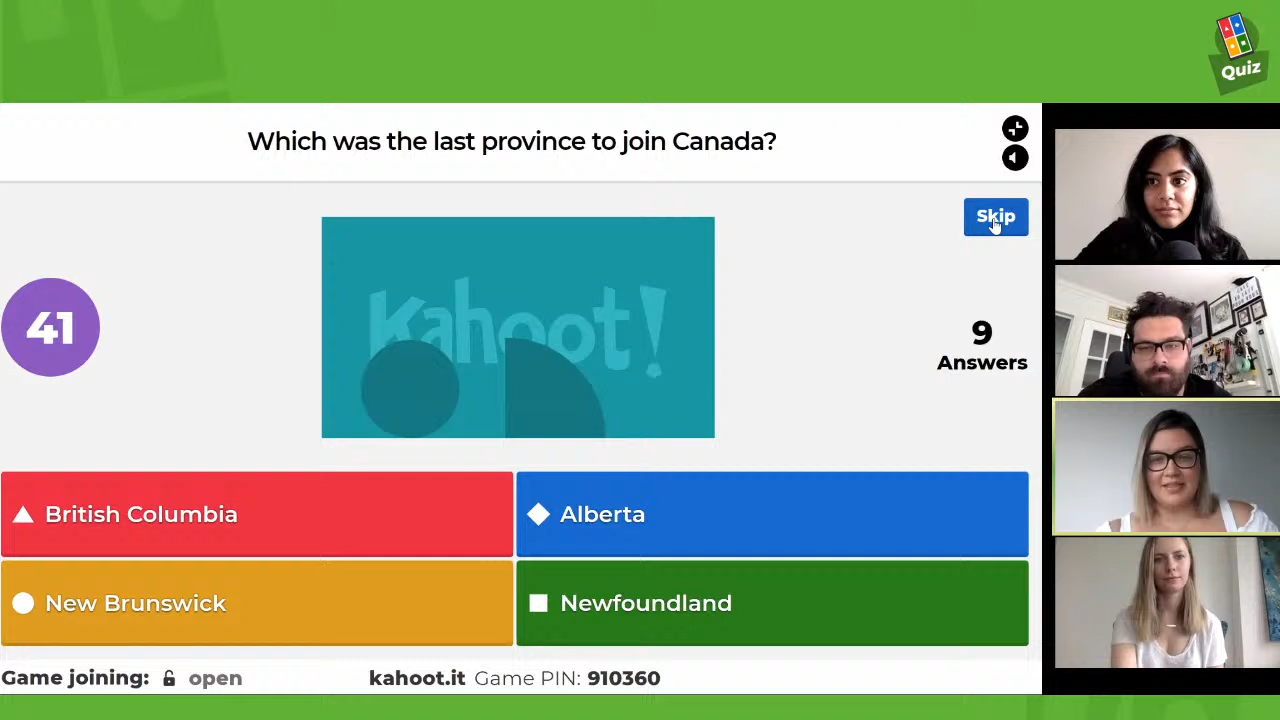 Quiz
Which was the last province to join Canada?
Skip
41
Kahoot!
9
Answers
British Columbia
Alberta
New Brunswick
Newfoundland
Game joining: open
kahoot.it Game PIN: 910360